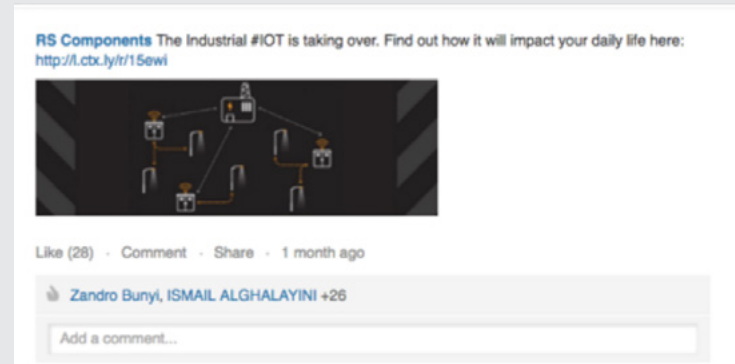 RS Components The Industrial #IOT is taking over. Find out how it will impact your daily life here:
http://l.ctx.ly/r/15ewi
Like (28) · Comment · Share · 1 month ago
Zandro Bunyi, ISMAIL ALGHALAYINI +26
Add a comment...